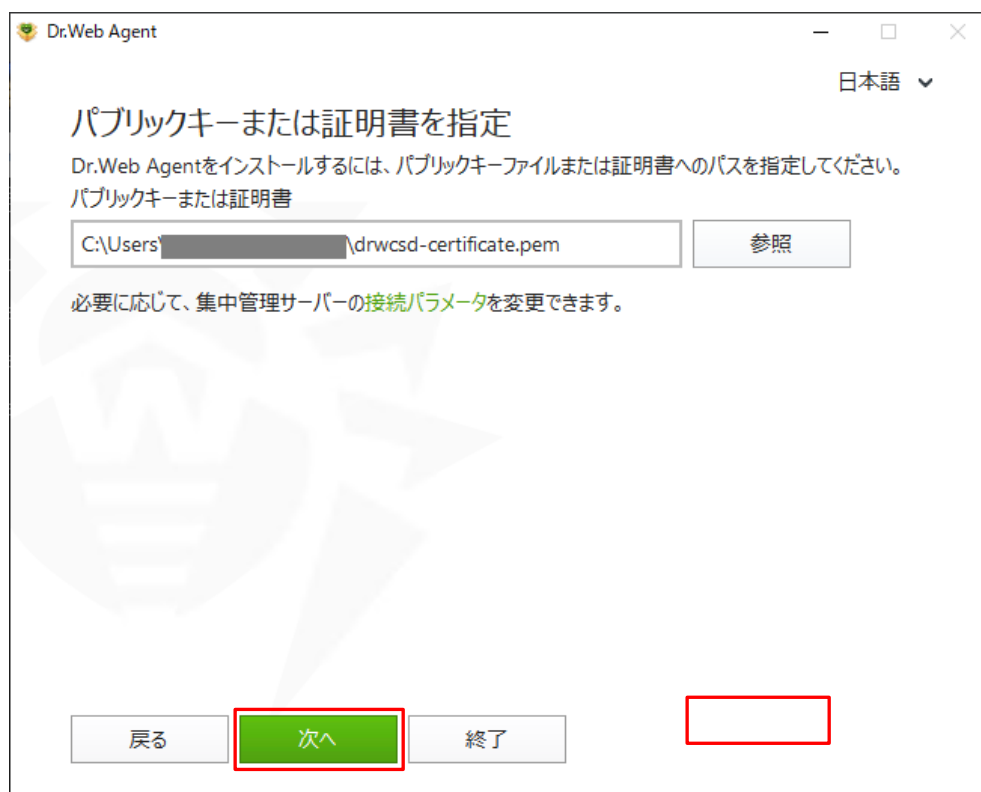 Dr.Web Agent
日本語
パブリックキーまたは証明書を指定
Dr.Web Agentをインストールするには、パブリックキーファイルまたは証明書へのパスを指定してください。
パブリックキーまたは証明書
C:\Users\ \drwcsd-certificate.pem 参照
必要に応じて、集中管理サーバーの接続パラメータを変更できます。
戻る 次へ 終了